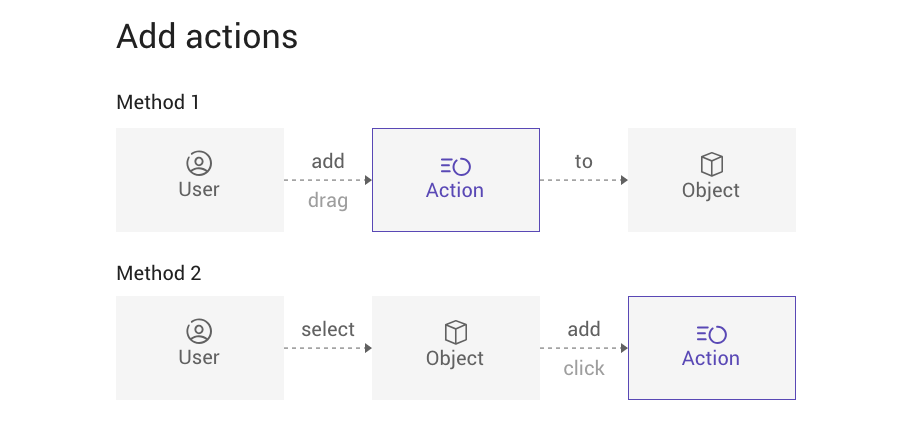 Add actions
Method 1
User
add
drag
Action
to
Object
Method 2
User
select
Object
add
click
Action